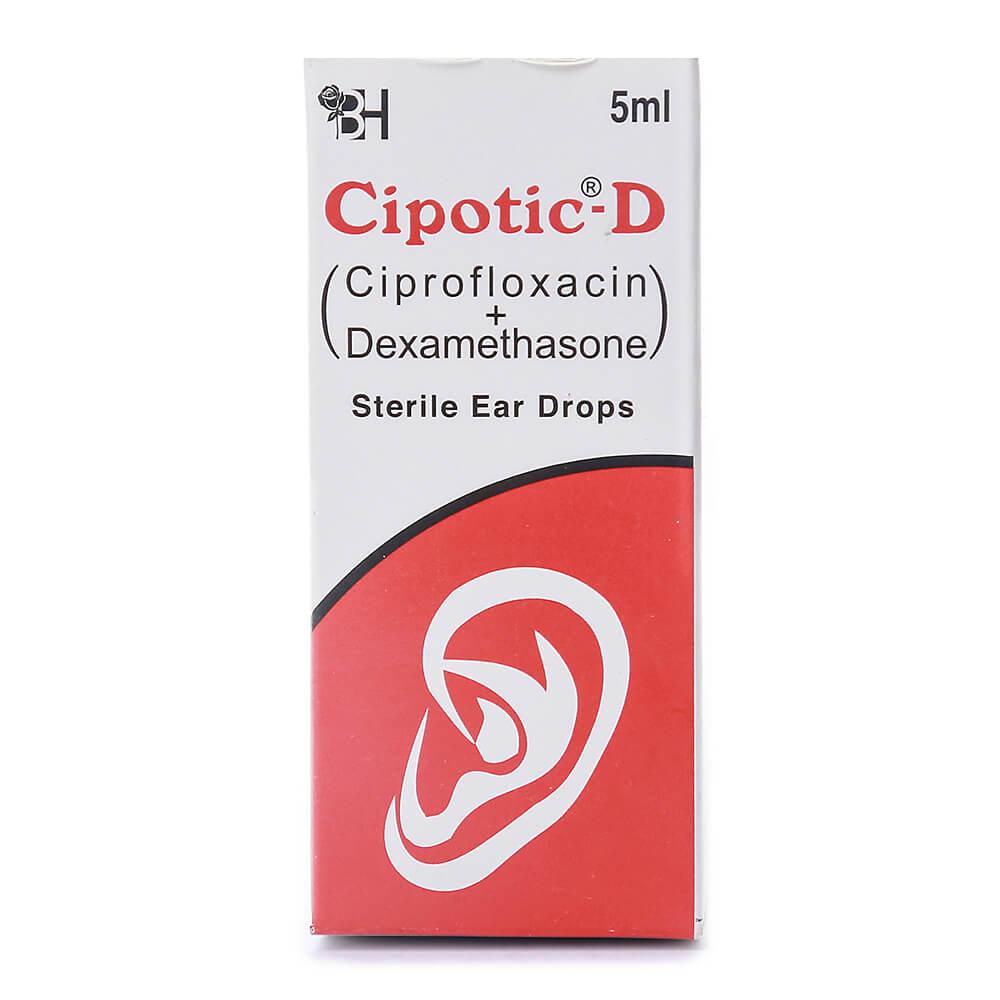 BH
5ml
Cipotic®-D
(Ciprofloxacin
+
Dexamethasone)
Sterile Ear Drops